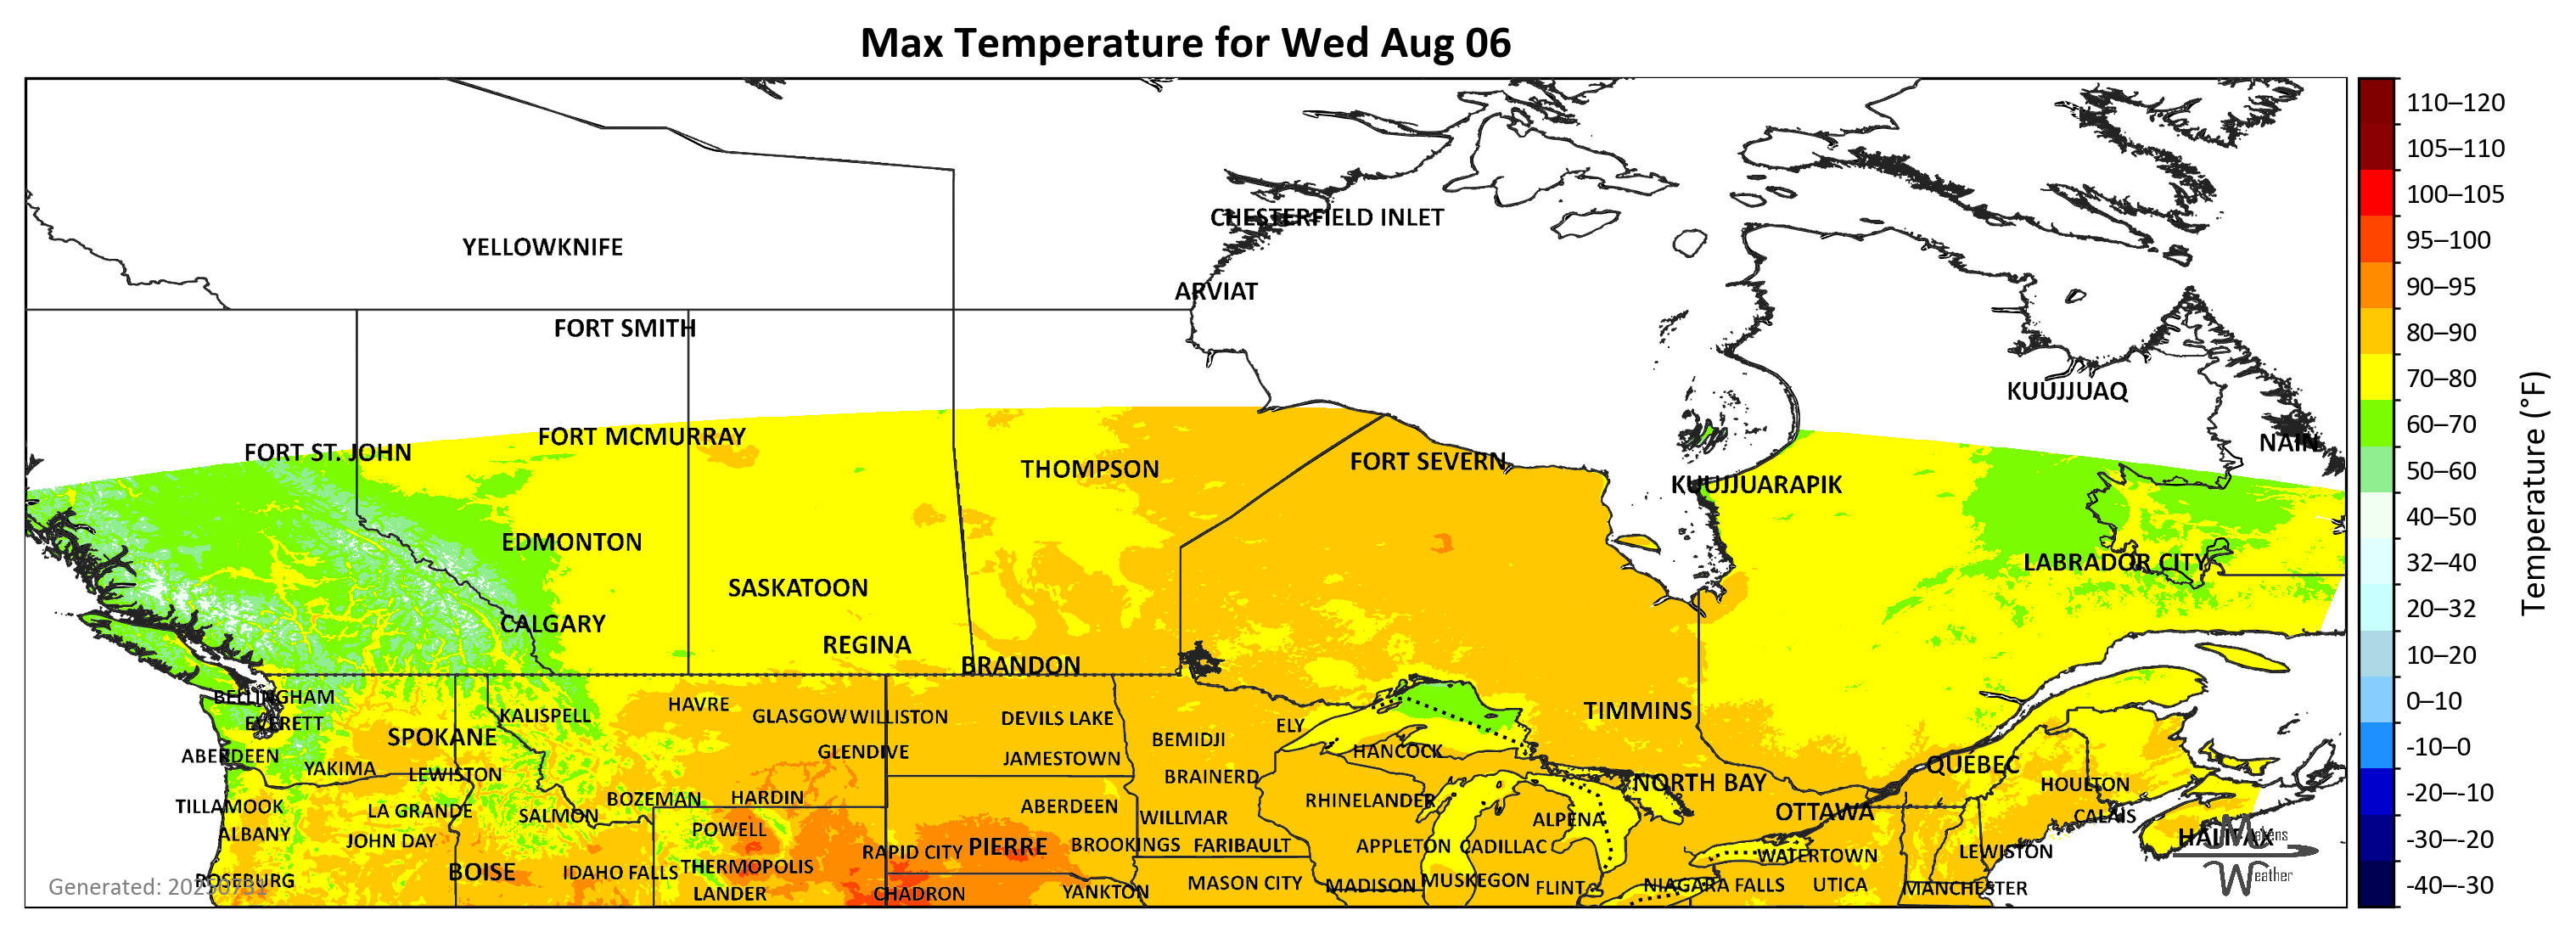 Max Temperature for Wed Aug 06
110–120
105–110
100–105
CHESTERFIELD INLET
YELLOWKNIFE
95–100
ARVIAT
90–95
FORT SMITH
80–90
70–80
KUUJJUAQ
60–70
FORT MCMURRAY
NAIN
FORT ST. JOHN
FORT SEVERN
THOMPSON
50–60
KUUJJUARAPIK
40–50
EDMONTON
LABRADOR CITY
32–40
Temperature (°F)
SASKATOON
20–32
CALGARY
REGINA
10–20
BRANDON
BELLINGHAM
0–10
HAVRE
KALISPELL
GLASGOW
WILLISTON
DEVILS LAKE
TIMMINS
EVERETT
ELY
SPOKANE
BEMIDJI
-10–0
GLENDIVE
HANCOCK
ABERDEEN
JAMESTOWN
QUEBEC
YAKIMA
LEWISTON
BRAINERD
NORTH BAY
HOULTON
-20–-10
BOZEMAN
HARDIN
RHINELANDER
TILLAMOOK
ABERDEEN
LA GRANDE
SALMON
WILLMAR
ALPENA
OTTAWA
CALAIS
POWELL
ALBANY
HALIFAX
Makens
Weather
-30–-20
JOHN DAY
PIERRE
BROOKINGS
FARIBAULT
APPLETON
CADILLAC
RAPID CITY
LEWISTON
WATERTOWN
THERMOPOLIS
BOISE
IDAHO FALLS
ROSEBURG
MUSKEGON
MASON CITY
MADISON
FLINT
NIAGARA FALLS
UTICA
MANCHESTER
-40–-30
Generated: 20250731
LANDER
CHADRON
YANKTON